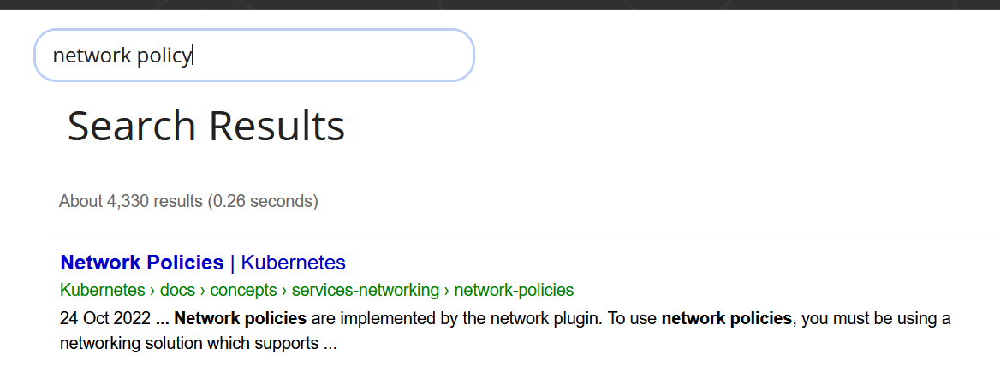 network policy
Search Results
About 4,330 results (0.26 seconds)
Network Policies | Kubernetes
Kubernetes › docs › concepts › services-networking › network-policies
24 Oct 2022 ... Network policies are implemented by the network plugin. To use network policies, you must be using a
networking solution which supports ...